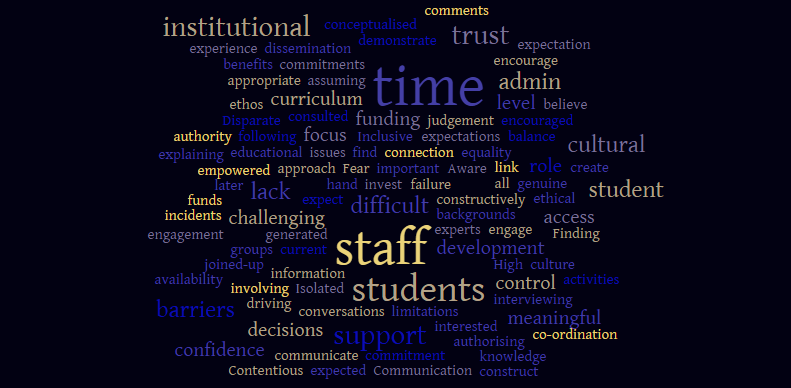 comments
institutional conceptualised
demonstrate trust
experience dissemination expectation
benefits commitments encourage
appropriate assuming time admin
ethos curriculum level believe
Disparate consulted funding judgement encouraged
authority following focus Inclusive expectations balance
cultural
explaining educational issues find connection equality
empowered approach Fear important Aware link role create
later lack hand invest failure all genuine student
funds expect difficult constructively ethical
incidents challenging backgrounds access
engagement generated staff experts engage Finding
groups current development
joined-up information High culture
availability involving Isolated students control activities
driving interviewing
barriers conversations limitations meaningful
decisions support interested co-ordination
authorising
confidence communicate commitment knowledge
Contentious expected Communication construct